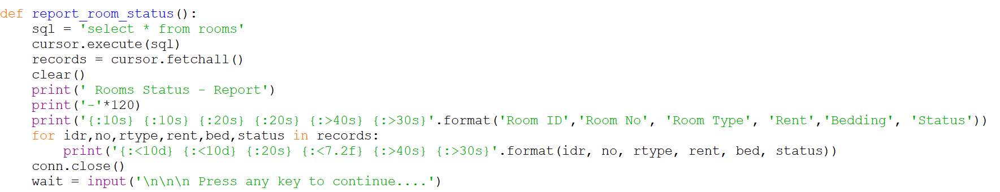 def report_room_status():
    sql = 'select * from rooms'
    cursor.execute(sql)
    records = cursor.fetchall()
    clear()
    print(' Rooms Status - Report')
    print('-'*120)
    print('{:10s} {:10s} {:20s} {:20s} {:>40s} {:>30s}'.format('Room ID','Room No', 'Room Type', 'Rent','Bedding', 'Status'))
    for idr,no,rtype,rent,bed,status in records:
        print('{:<10d} {:<10d} {:20s} {:<7.2f} {:>40s} {:>30s}'.format(idr, no, rtype, rent, bed, status))
    conn.close()
    wait = input('\n\n\n Press any key to continue....')